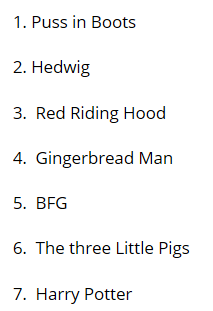 1. Puss in Boots
2. Hedwig
3. Red Riding Hood
4. Gingerbread Man
5. BFG
6. The three Little Pigs
7. Harry Potter